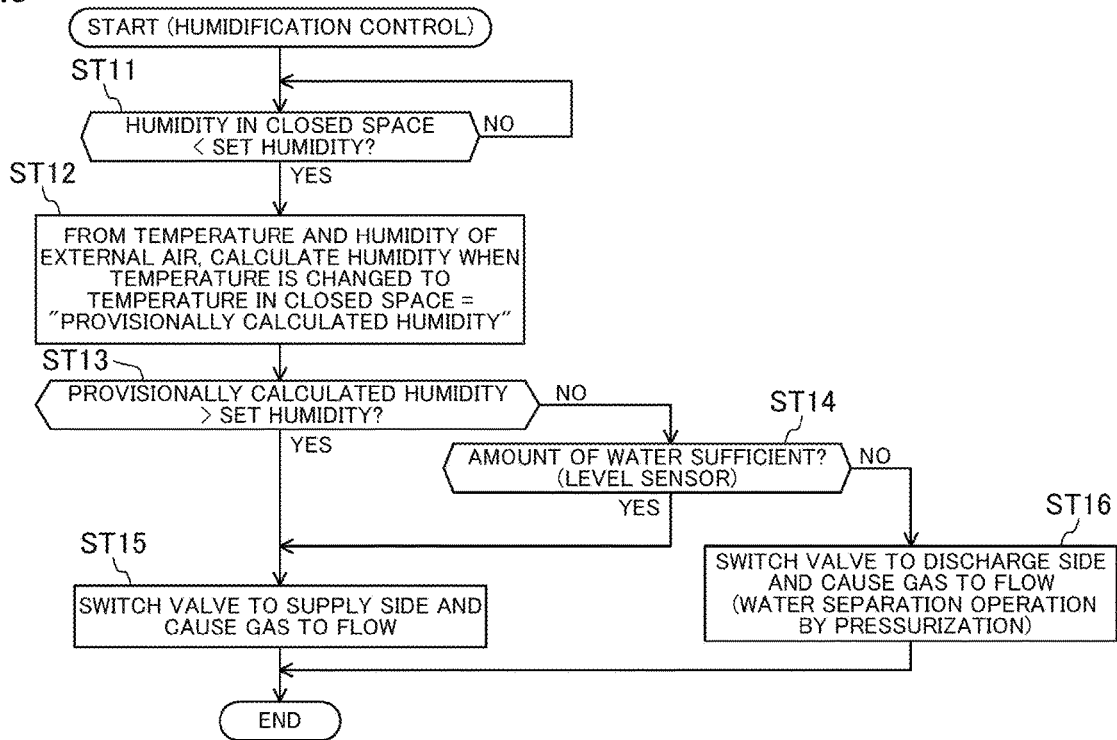 START (HUMIDIFICATION CONTROL)
ST11
HUMIDITY IN CLOSED SPACE
< SET HUMIDITY?
NO
YES
ST12
FROM TEMPERATURE AND HUMIDITY OF
EXTERNAL AIR, CALCULATE HUMIDITY WHEN
TEMPERATURE IS CHANGED TO
TEMPERATURE IN CLOSED SPACE =
"PROVISIONALLY CALCULATED HUMIDITY"
ST13
PROVISIONALLY CALCULATED HUMIDITY
> SET HUMIDITY?
NO
YES
ST14
AMOUNT OF WATER SUFFICIENT?
(LEVEL SENSOR)
NO
YES
ST15
SWITCH VALVE TO SUPPLY SIDE AND
CAUSE GAS TO FLOW
ST16
SWITCH VALVE TO DISCHARGE SIDE
AND CAUSE GAS TO FLOW
(WATER SEPARATION OPERATION
BY PRESSURIZATION)
END